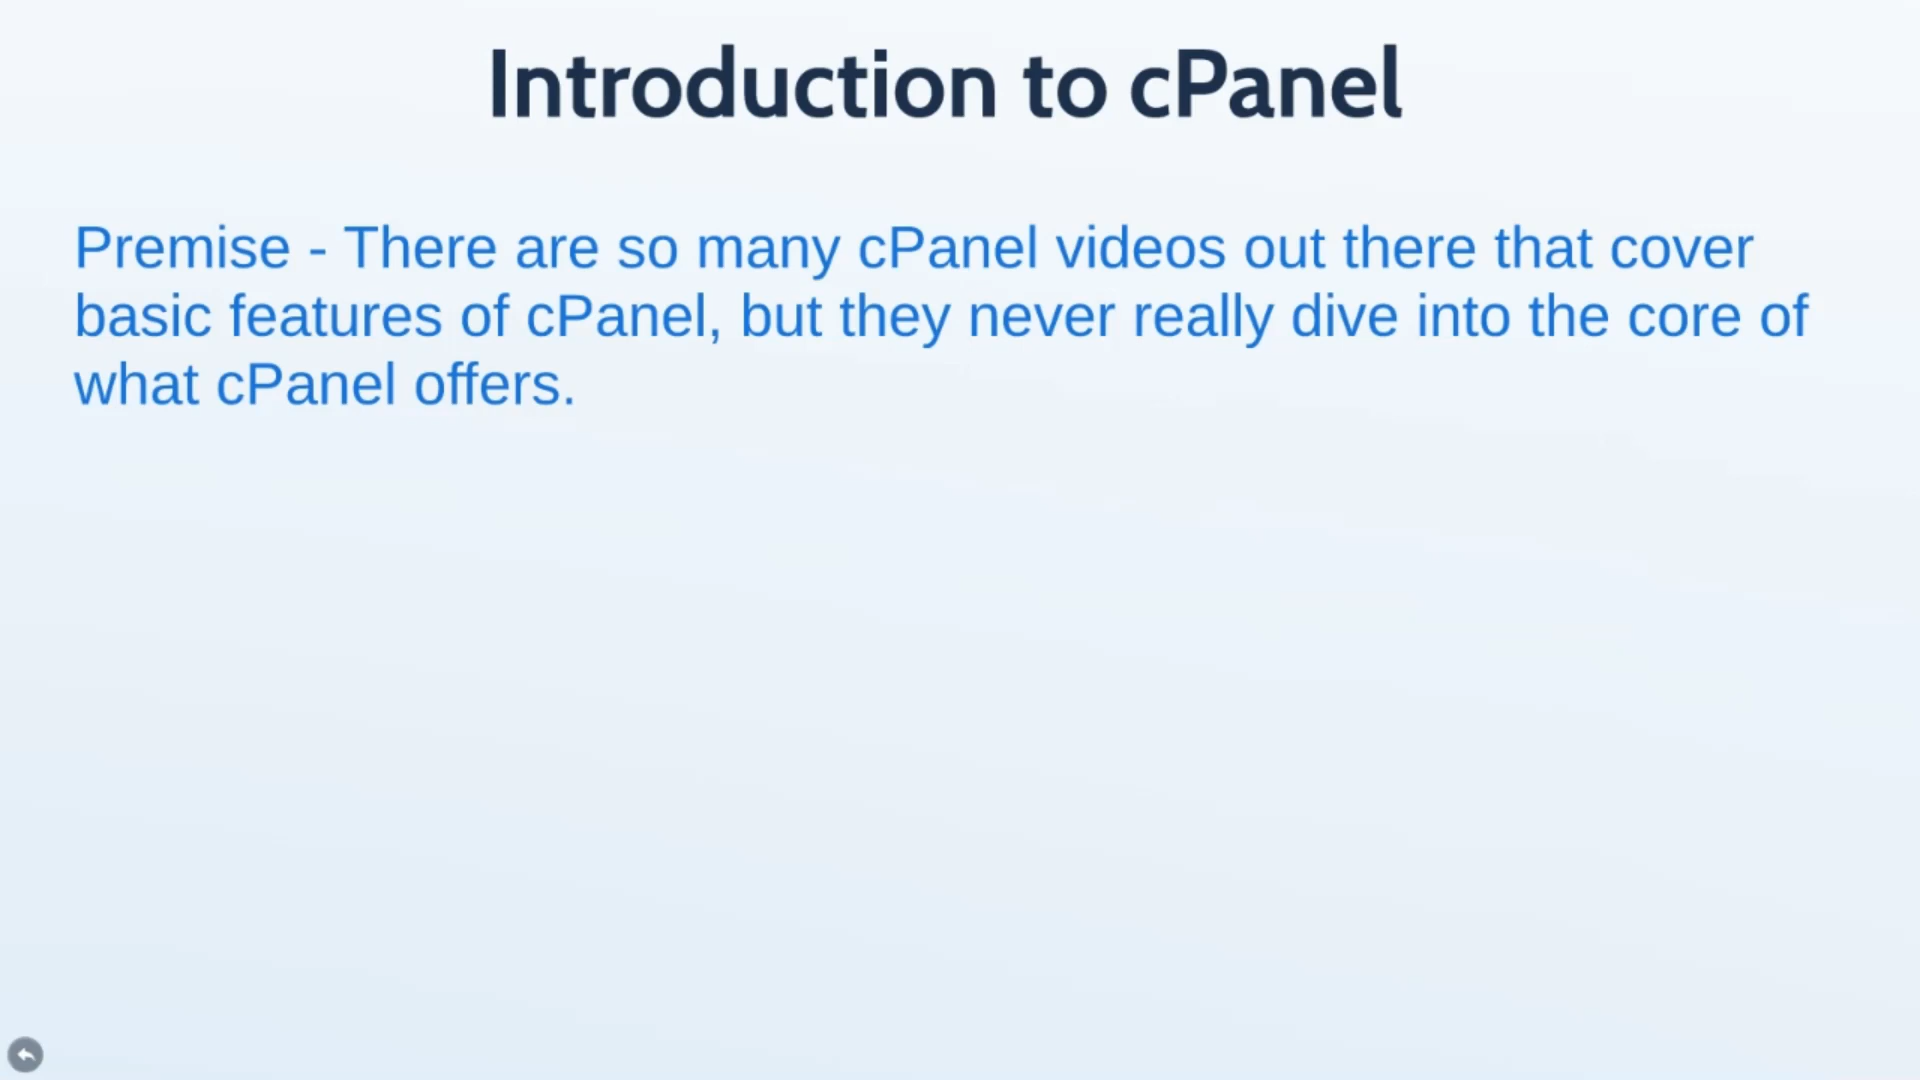 Introduction to cPanel
Premise - There are so many cPanel videos out there that cover
basic features of cPanel, but they never really dive into the core of
what cPanel offers.